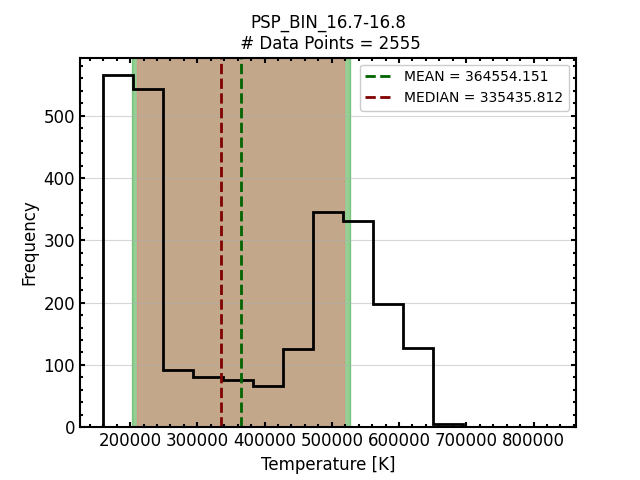 PSP_BIN_16.7-16.8
# Data Points = 2555
MEAN = 364554.151
MEDIAN = 335435.812
500
400
300
200
100
0
Frequency
200000 300000 400000 500000 600000 700000 800000
Temperature [K]